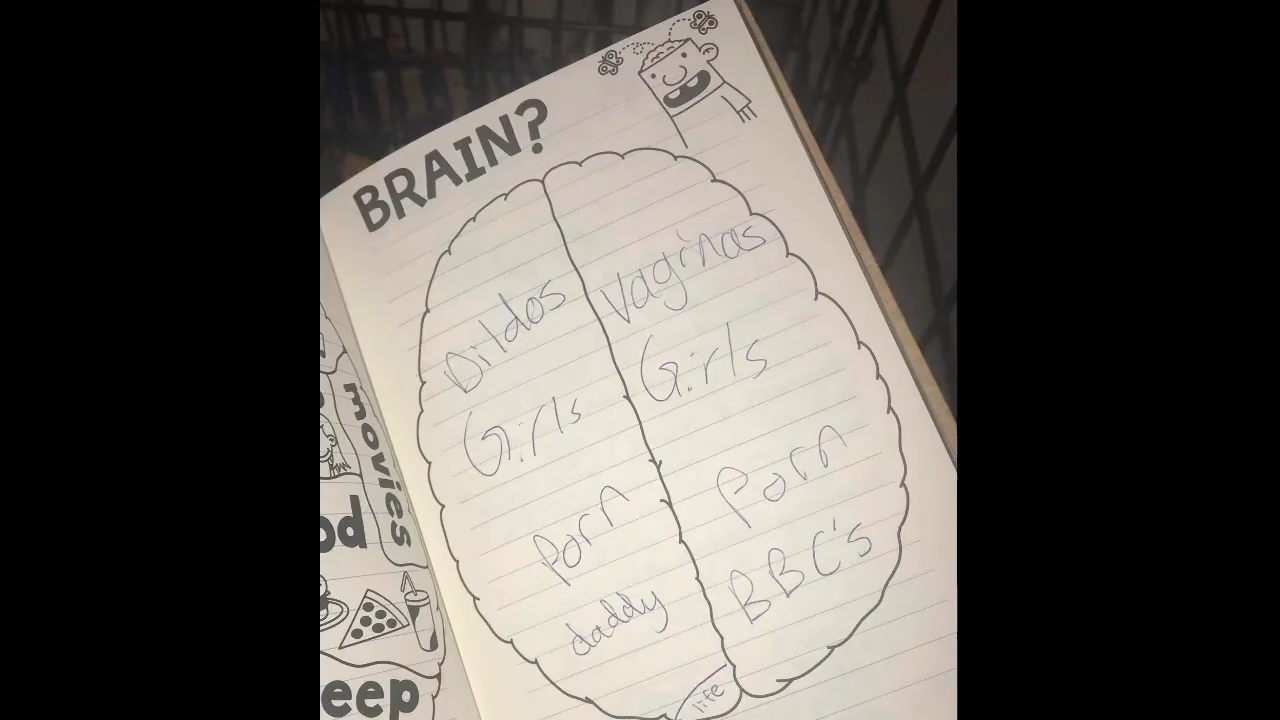 BRAIN?
Dildos
Girls
Porn
daddy
Vaginas
Girls
Porn
BBC's
life
movies
od
eep